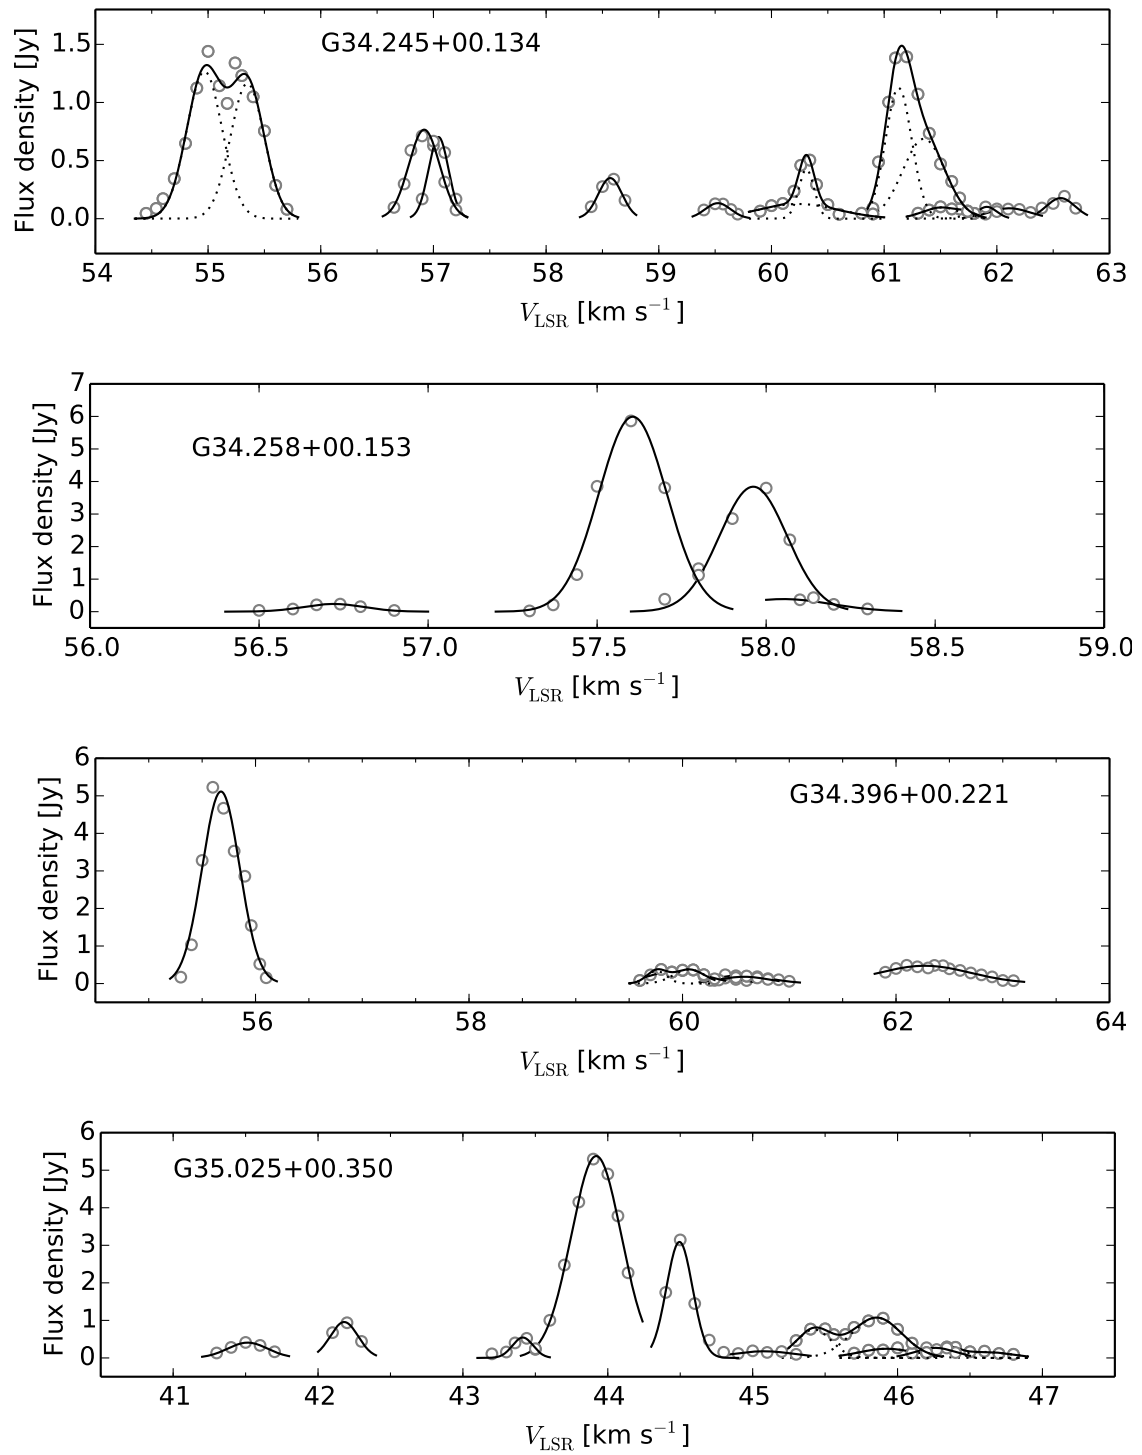 G34.245+00.134
Flux density [Jy]
1.5
1.0
0.5
0.0
54 55 56 57 58 59 60 61 62 63
V_LSR [km s⁻¹]
G34.258+00.153
Flux density [Jy]
7
6
5
4
3
2
1
0
56.0 56.5 57.0 57.5 58.0 58.5 59.0
V_LSR [km s⁻¹]
G34.396+00.221
Flux density [Jy]
6
5
4
3
2
1
0
56 58 60 62 64
V_LSR [km s⁻¹]
G35.025+00.350
Flux density [Jy]
6
5
4
3
2
1
0
41 42 43 44 45 46 47
V_LSR [km s⁻¹]